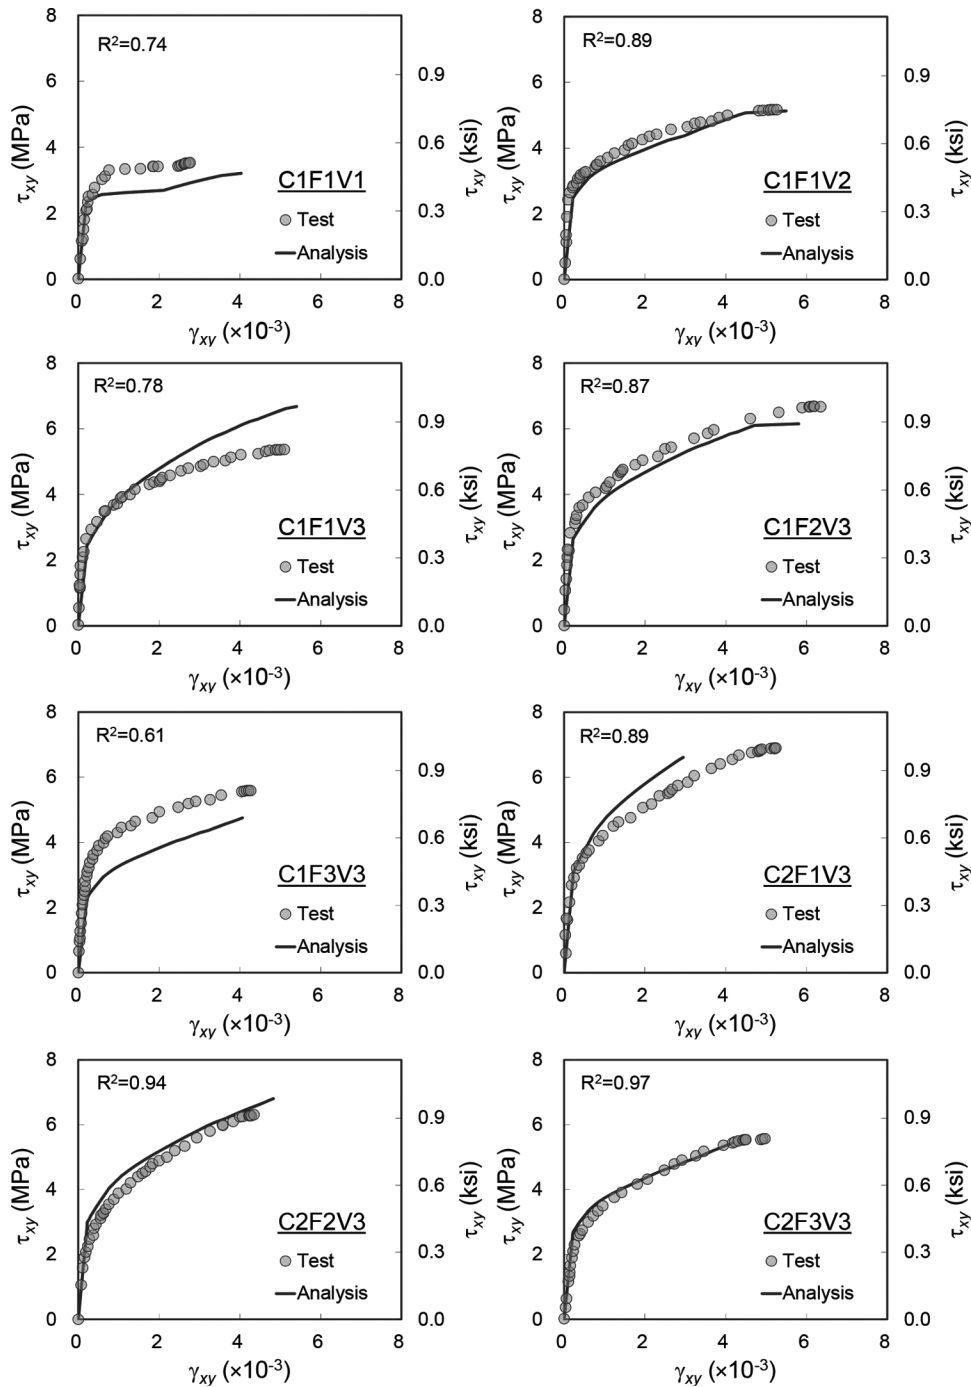 R²=0.74
C1F1V1
Test
Analysis
0 2 4 6 8
0.0 0.3 0.6 0.9
0 2 4 6 8
τxy (MPa)
τxy (ksi)
γxy (×10⁻³)
R²=0.89
C1F1V2
Test
Analysis
0 2 4 6 8
0.0 0.3 0.6 0.9
0 2 4 6 8
τxy (MPa)
τxy (ksi)
γxy (×10⁻³)
R²=0.78
C1F1V3
Test
Analysis
0 2 4 6 8
0.0 0.3 0.6 0.9
0 2 4 6 8
τxy (MPa)
τxy (ksi)
γxy (×10⁻³)
R²=0.87
C1F2V3
Test
Analysis
0 2 4 6 8
0.0 0.3 0.6 0.9
0 2 4 6 8
τxy (MPa)
τxy (ksi)
γxy (×10⁻³)
R²=0.61
C1F3V3
Test
Analysis
0 2 4 6 8
0.0 0.3 0.6 0.9
0 2 4 6 8
τxy (MPa)
τxy (ksi)
γxy (×10⁻³)
R²=0.89
C2F1V3
Test
Analysis
0 2 4 6 8
0.0 0.3 0.6 0.9
0 2 4 6 8
τxy (MPa)
τxy (ksi)
γxy (×10⁻³)
R²=0.94
C2F2V3
Test
Analysis
0 2 4 6 8
0.0 0.3 0.6 0.9
0 2 4 6 8
τxy (MPa)
τxy (ksi)
γxy (×10⁻³)
R²=0.97
C2F3V3
Test
Analysis
0 2 4 6 8
0.0 0.3 0.6 0.9
0 2 4 6 8
τxy (MPa)
τxy (ksi)
γxy (×10⁻³)